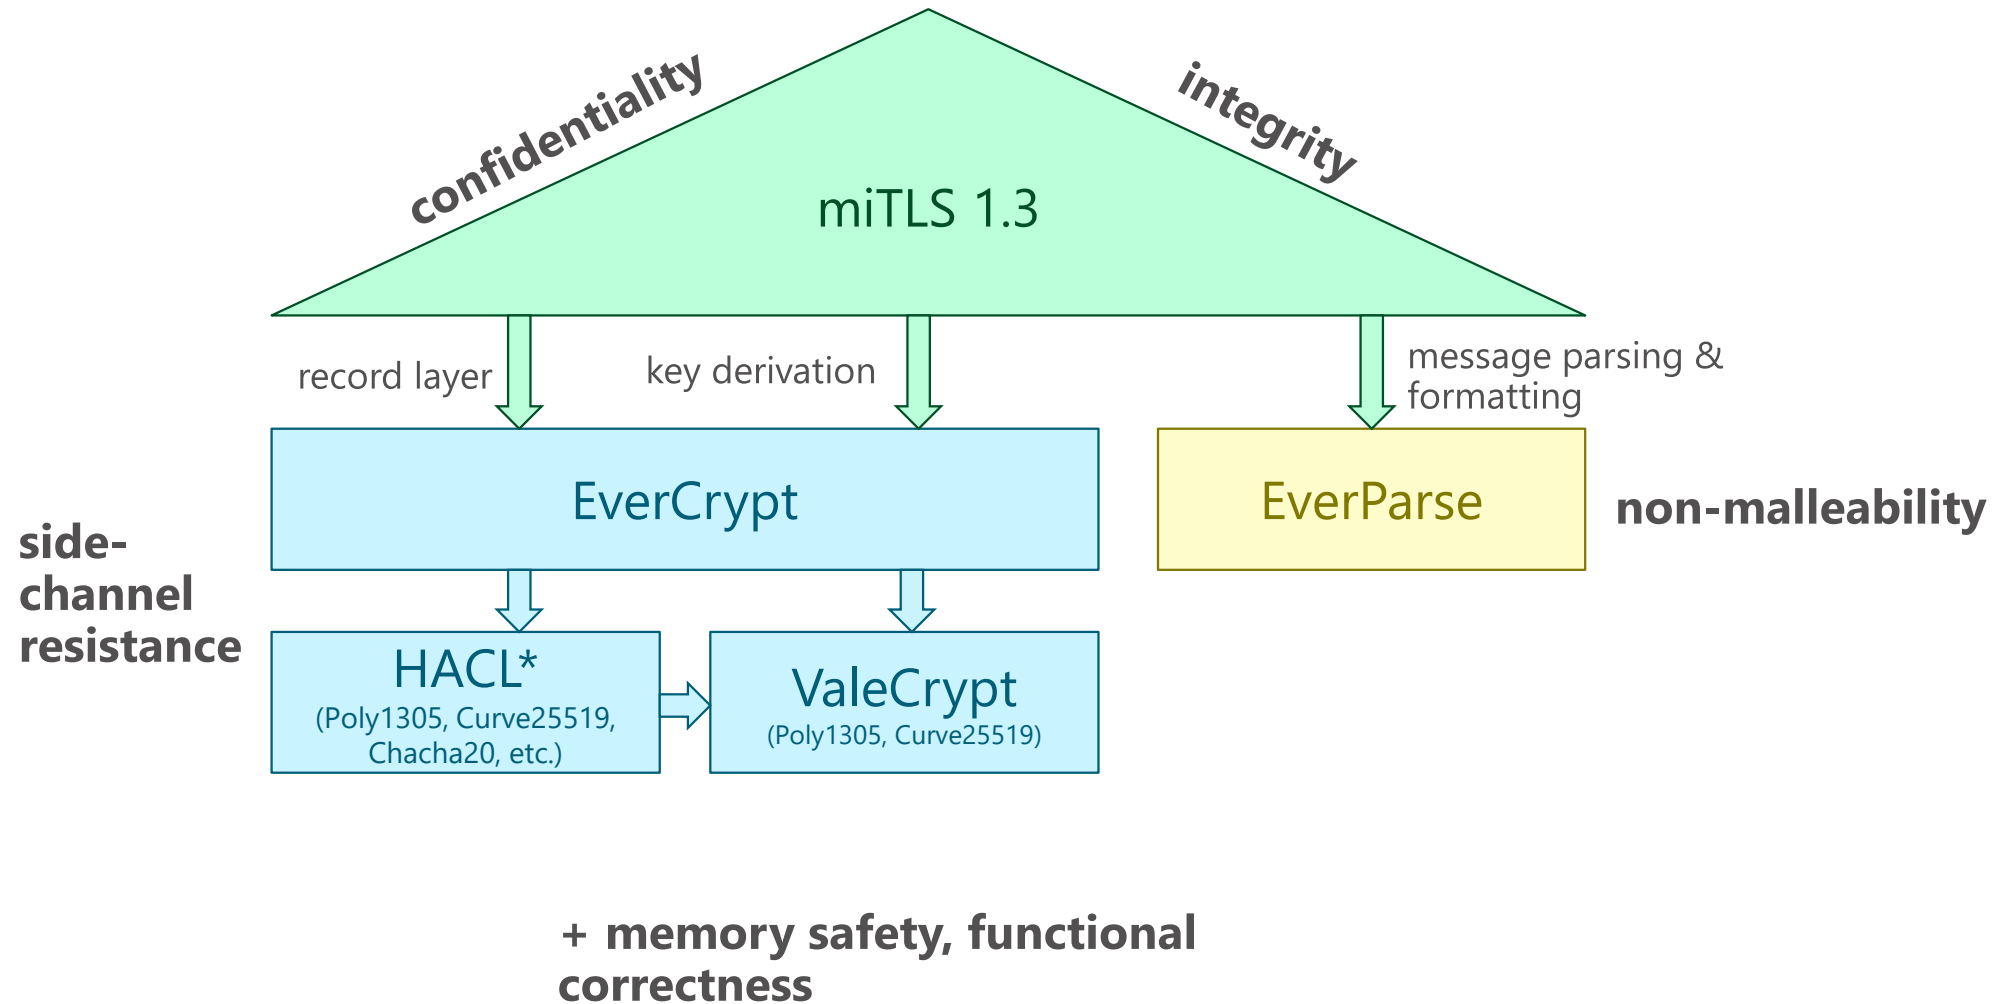 confidentiality
integrity
miTLS 1.3
record layer
key derivation
message parsing &
formatting
EverCrypt
EverParse
non-malleability
side-
channel
resistance
HACL*
(Poly1305, Curve25519,
Chacha20, etc.)
ValeCrypt
(Poly1305, Curve25519)
+ memory safety, functional
correctness